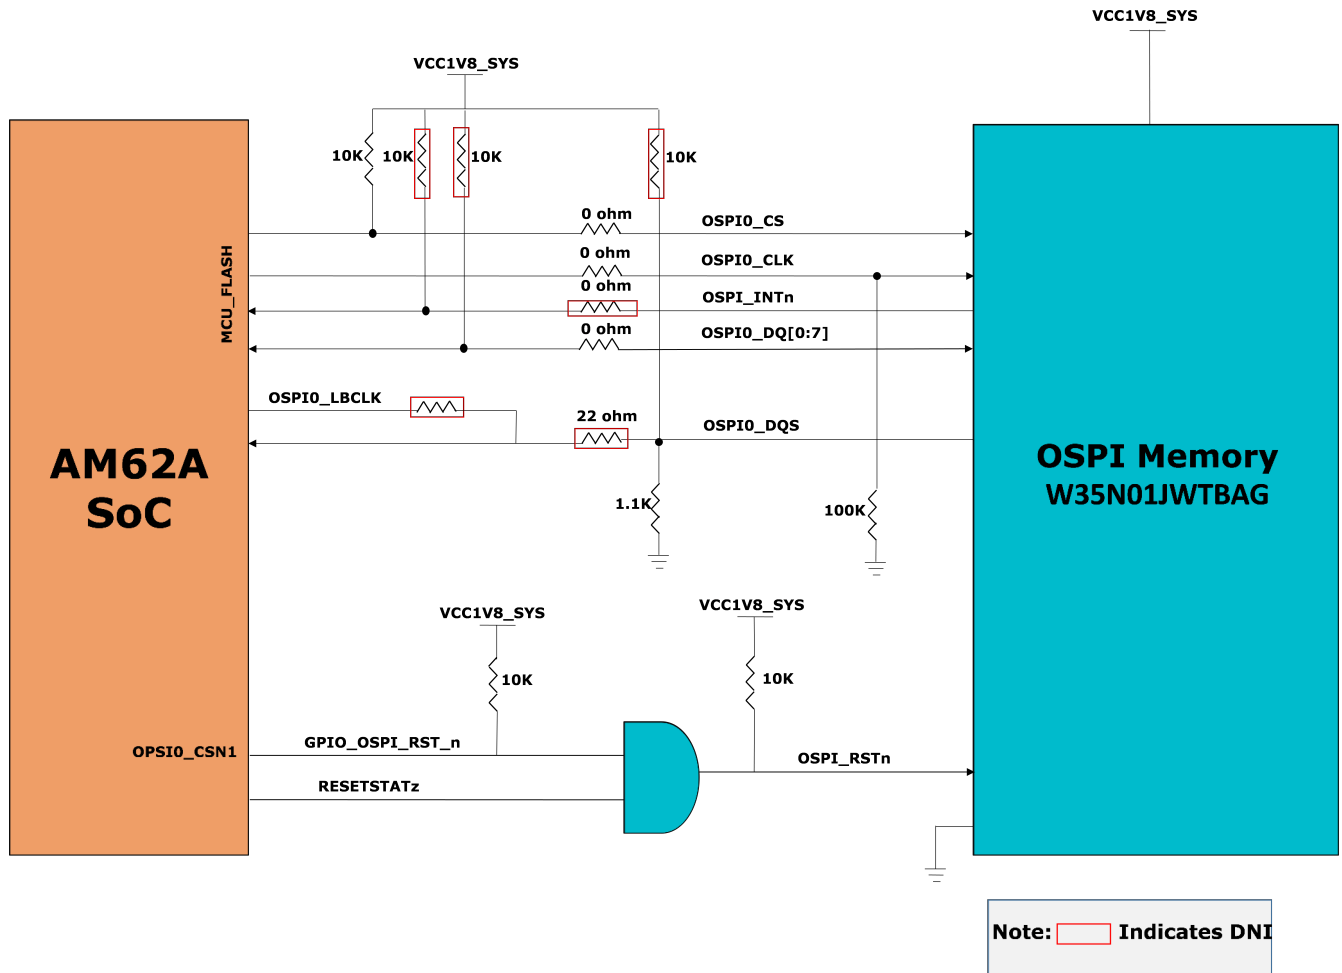 VCC1V8_SYS
VCC1V8_SYS
10K
10K
10K
10K
0 ohm
OSPI0_CS
0 ohm
OSPI0_CLK
0 ohm
OSPI_INTn
0 ohm
OSPI0_DQ[0:7]
MCU_FLASH
OSPI0_LBCLK
22 ohm
OSPI0_DQS
AM62A
SoC
OSPI Memory
W35N01JWTBAG
1.1K
100K
VCC1V8_SYS
VCC1V8_SYS
10K
10K
OPSI0_CSN1
GPIO_OSPI_RST_n
OSPI_RSTn
RESETSTATz
Note:
Indicates DNI